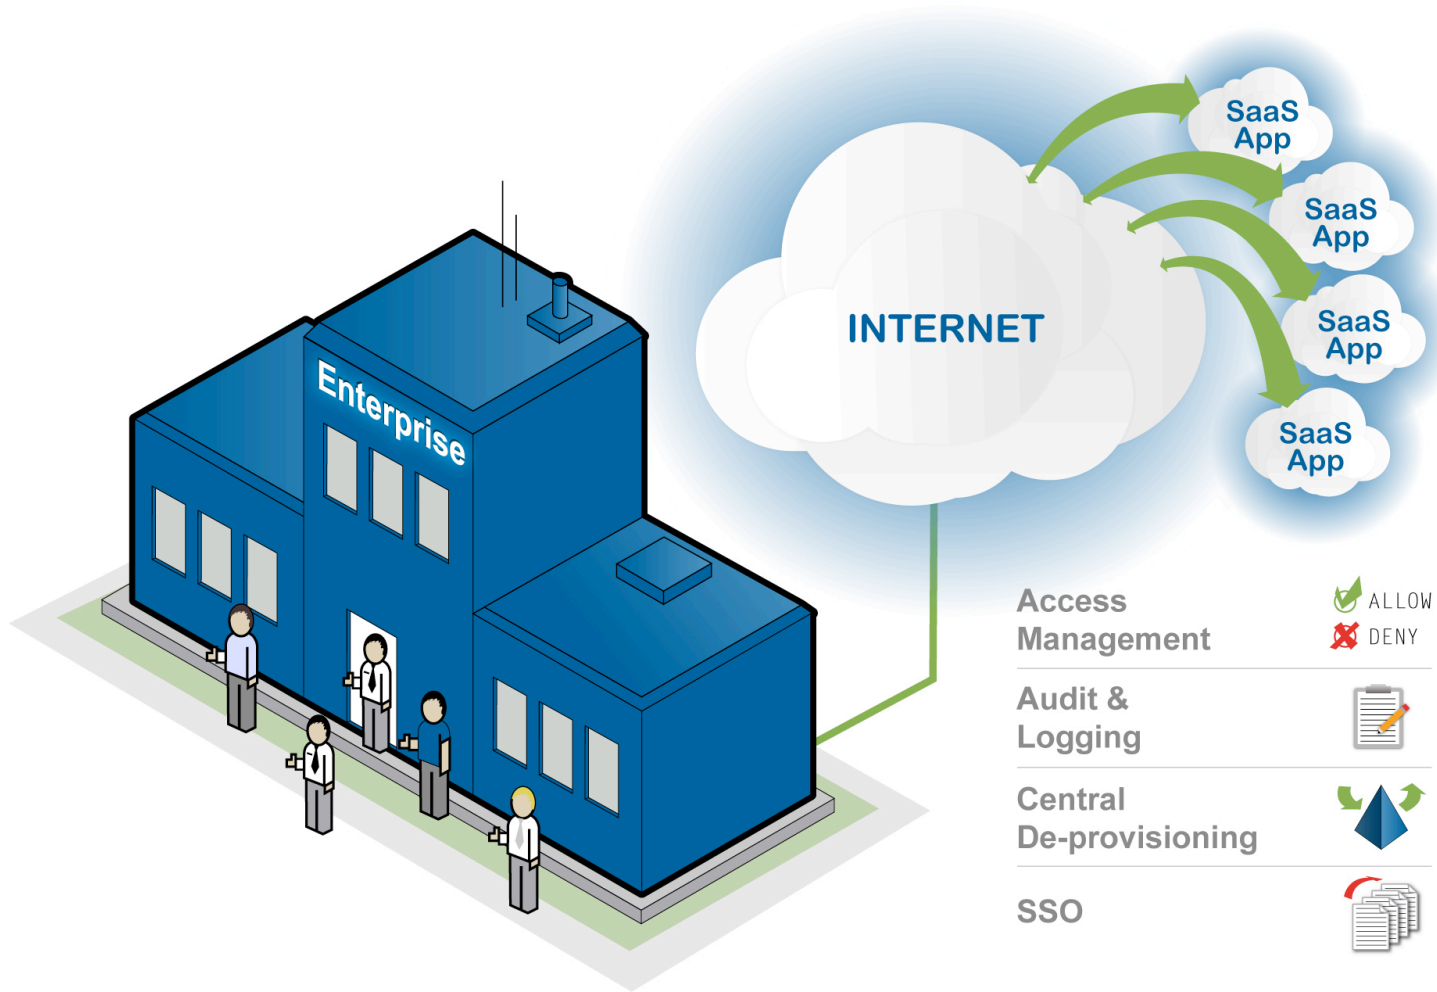 Enterprise
INTERNET
SaaS
App
SaaS
App
SaaS
App
SaaS
App
Access
Management
ALLOW
DENY
Audit &
Logging
Central
De-provisioning
SSO